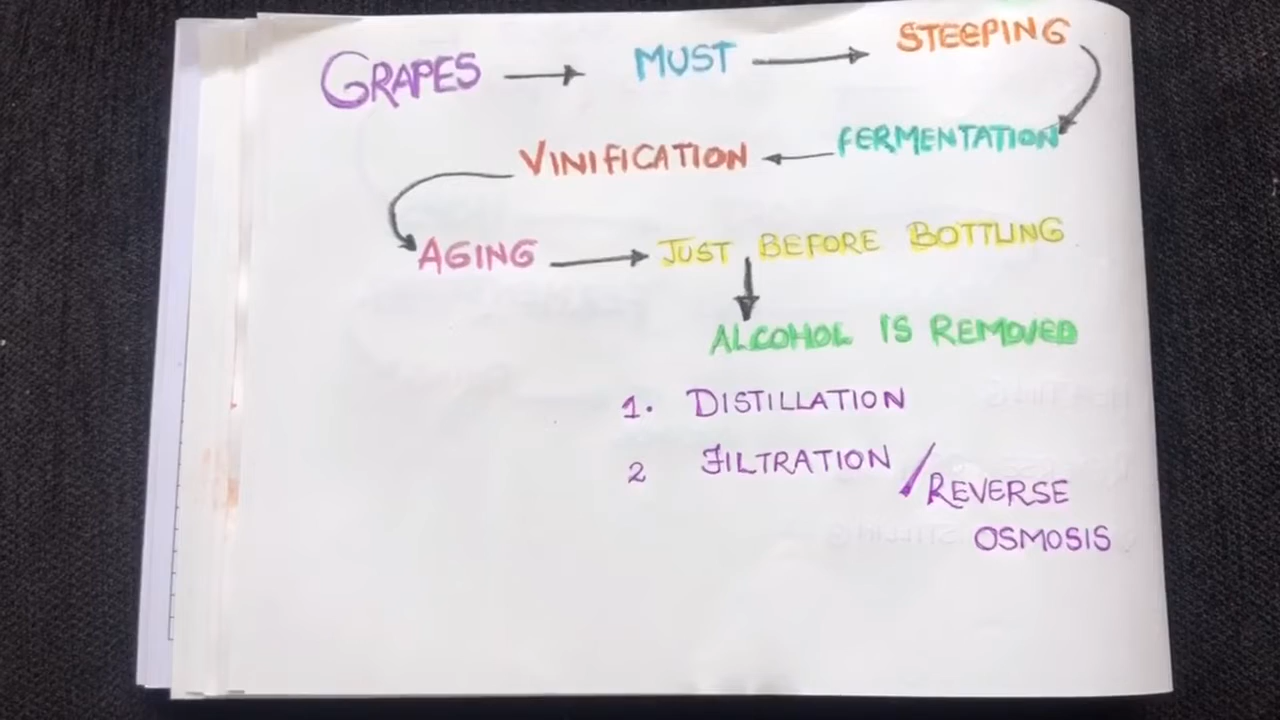 GRAPES → MUST → STEEPING
VINIFICATION ← FERMENTATION
AGING → JUST BEFORE BOTTLING
ALCOHOL IS REMOVED
1. DISTILLATION
2 FILTRATION /
REVERSE
OSMOSIS